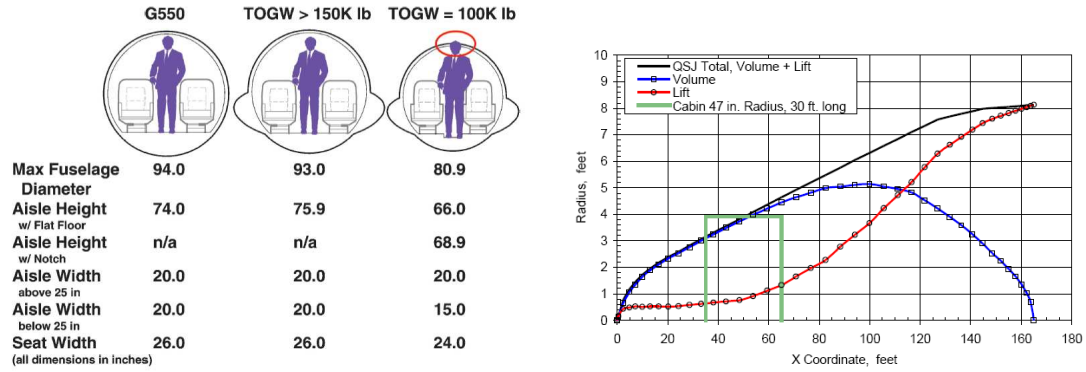 G550 TOGW > 150K lb TOGW = 100K lb
Max Fuselage 94.0 93.0 80.9
Diameter
Aisle Height 74.0 75.9 66.0
w/ Flat Floor
Aisle Height n/a n/a 68.9
w/ Notch
Aisle Width 20.0 20.0 20.0
above 25 in
Aisle Width 20.0 20.0 15.0
below 25 in
Seat Width 26.0 26.0 24.0
(all dimensions in inches)
QSJ Total, Volume + Lift
Volume
Lift
Cabin 47 in. Radius, 30 ft. long
Radius, feet
10
9
8
7
6
5
4
3
2
1
0
0 20 40 60 80 100 120 140 160 180
X Coordinate, feet